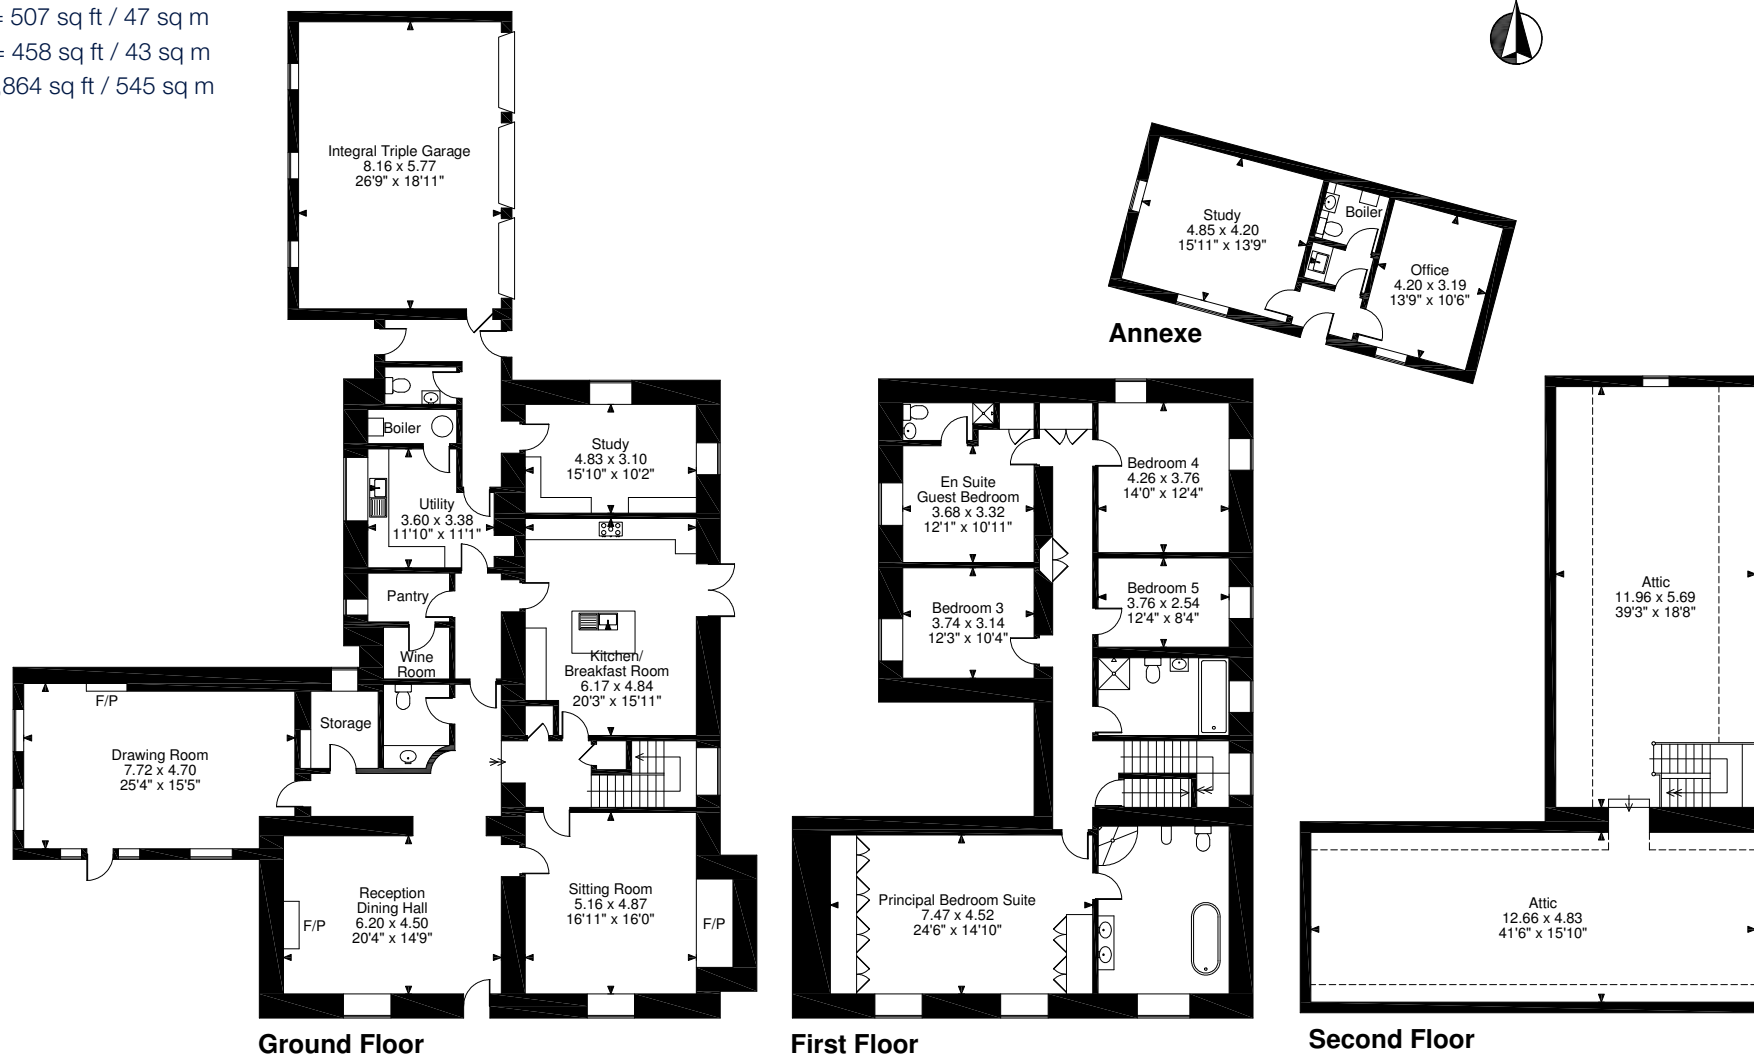 = 507 sq ft / 47 sq m
= 458 sq ft / 43 sq m
864 sq ft / 545 sq m
Integral Triple Garage
8.16 x 5.77
26'9" x 18'11"
Boiler
Study
4.83 x 3.10
15'10" x 10'2"
Utility
3.60 x 3.38
11'10" x 11'1"
Pantry
Wine
Room
Kitchen/
Breakfast Room
6.17 x 4.84
20'3" x 15'11"
F/P
Storage
Drawing Room
7.72 x 4.70
25'4" x 15'5"
Reception
Dining Hall
6.20 x 4.50
20'4" x 14'9"
F/P
Sitting Room
5.16 x 4.87
16'11" x 16'0"
F/P
Ground Floor
En Suite
Guest Bedroom
3.68 x 3.32
12'1" x 10'11"
Bedroom 4
4.26 x 3.76
14'0" x 12'4"
Bedroom 3
3.74 x 3.14
12'3" x 10'4"
Bedroom 5
3.76 x 2.54
12'4" x 8'4"
Principal Bedroom Suite
7.47 x 4.52
24'6" x 14'10"
First Floor
Study
4.85 x 4.20
15'11" x 13'9"
Boiler
Office
4.20 x 3.19
13'9" x 10'6"
Annexe
Attic
11.96 x 5.69
39'3" x 18'8"
Attic
12.66 x 4.83
41'6" x 15'10"
Second Floor